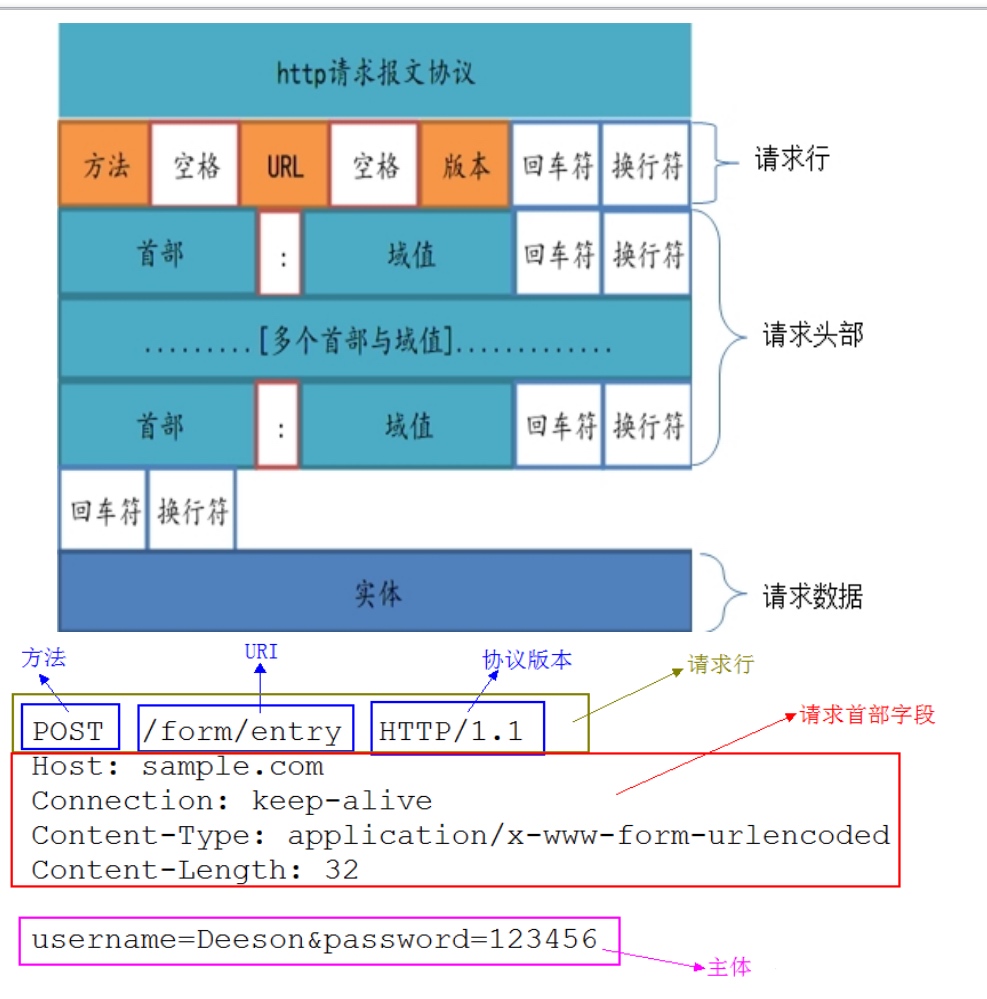 http请求报文协议
方法 空格 URL 空格 版本 回车符 换行符 请求行
首部 : 域值 回车符 换行符
.........[多个首部与域值]............. 请求头部
首部 : 域值 回车符 换行符
回车符 换行符
实体 请求数据
方法 URI 协议版本 请求行
POST /form/entry HTTP/1.1 请求首部字段
Host: sample.com
Connection: keep-alive
Content-Type: application/x-www-form-urlencoded
Content-Length: 32
username=Deeson&password=123456
主体